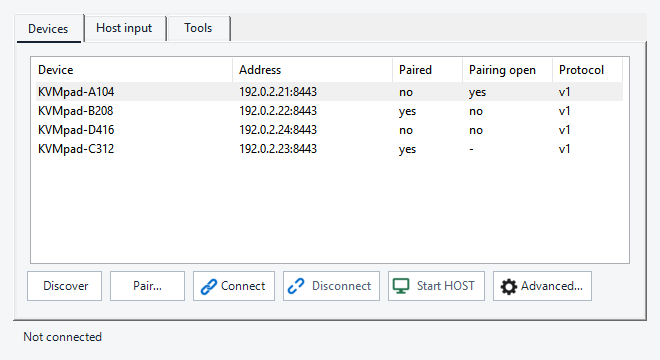 Devices Host input Tools
Device Address Paired Pairing open Protocol
KVMpad-A104 192.0.2.21:8443 no yes v1
KVMpad-B208 192.0.2.22:8443 yes no v1
KVMpad-D416 192.0.2.24:8443 no no v1
KVMpad-C312 192.0.2.23:8443 yes - v1
Discover Pair... Connect Disconnect Start HOST Advanced...
Not connected